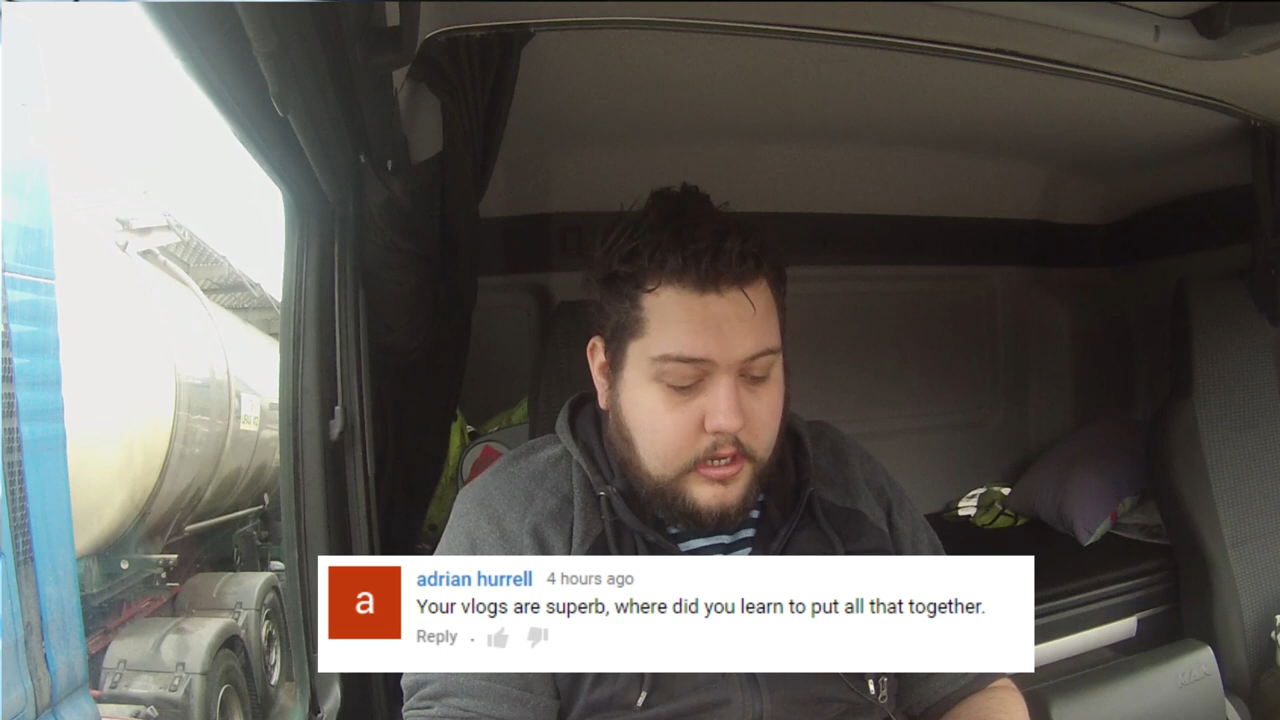 a
adrian hurrell 4 hours ago
Your vlogs are superb, where did you learn to put all that together.
Reply .